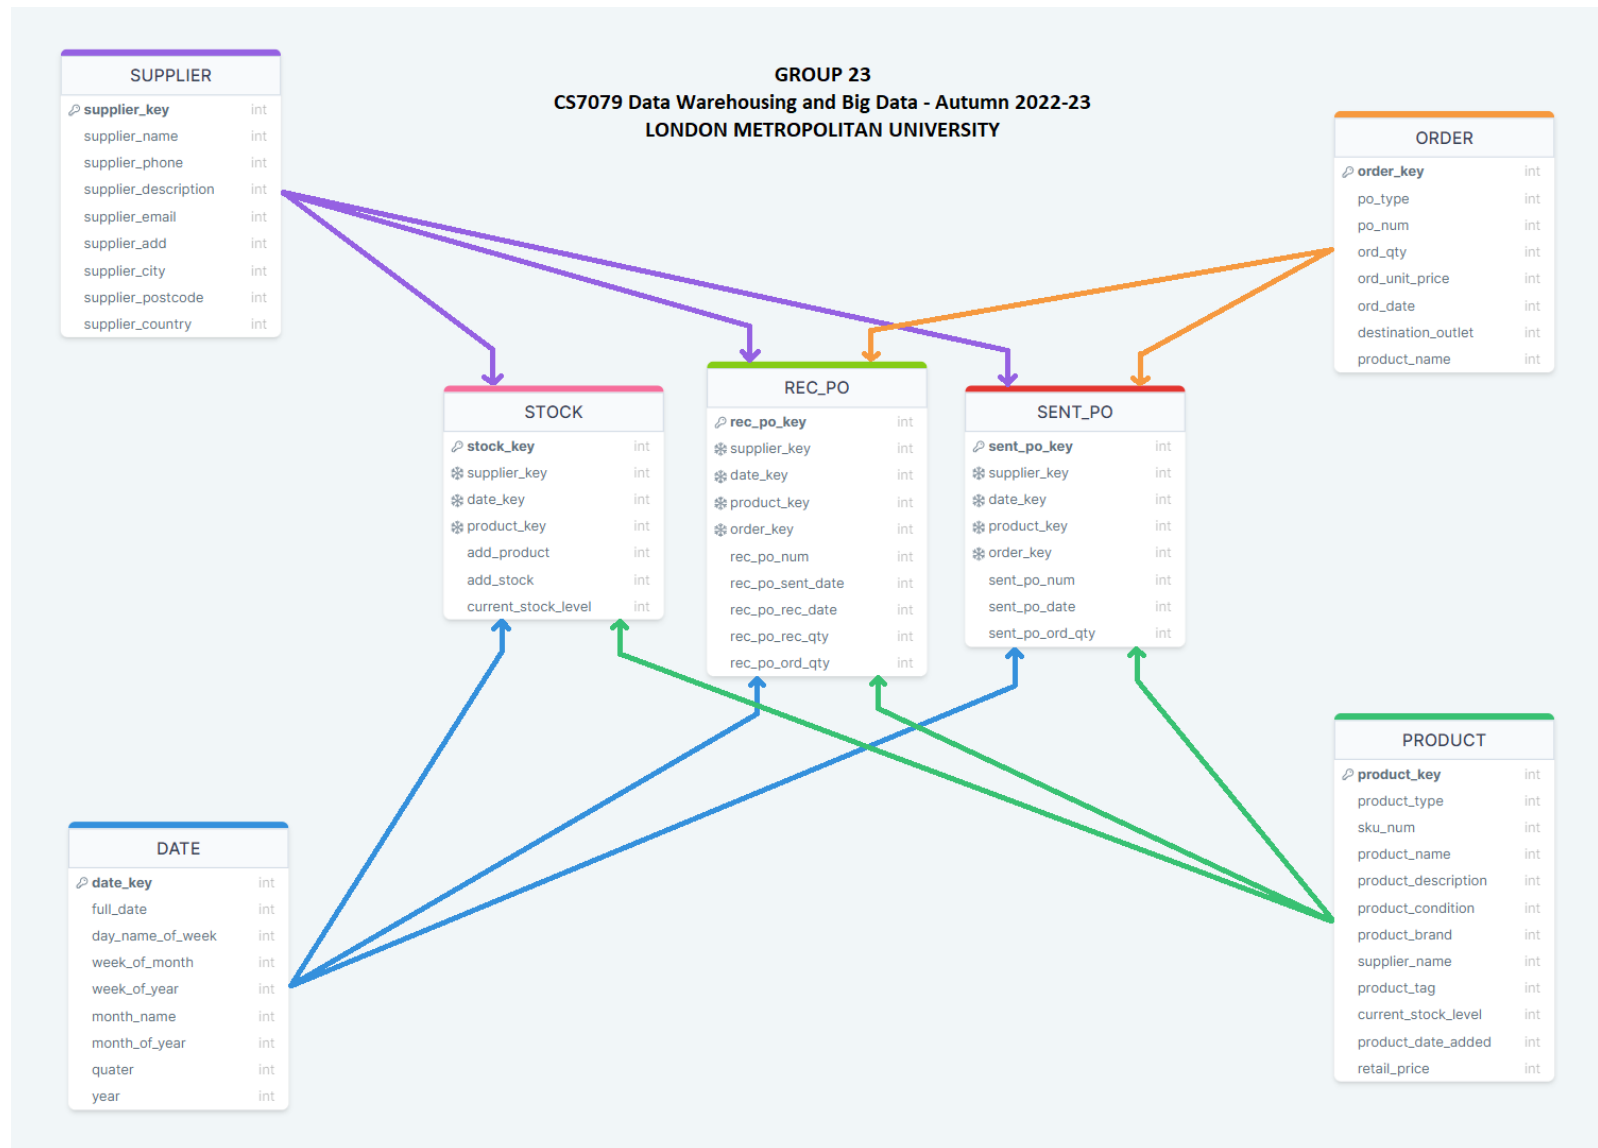 GROUP 23
CS7079 Data Warehousing and Big Data - Autumn 2022-23
LONDON METROPOLITAN UNIVERSITY
SUPPLIER
supplier_key int
supplier_name int
supplier_phone int
supplier_description int
supplier_email int
supplier_add int
supplier_city int
supplier_postcode int
supplier_country int
ORDER
order_key int
po_type int
po_num int
ord_qty int
ord_unit_price int
ord_date int
destination_outlet int
product_name int
STOCK
stock_key int
supplier_key int
date_key int
product_key int
add_product int
add_stock int
current_stock_level int
REC_PO
rec_po_key int
supplier_key int
date_key int
product_key int
order_key int
rec_po_num int
rec_po_sent_date int
rec_po_rec_date int
rec_po_rec_qty int
rec_po_ord_qty int
SENT_PO
sent_po_key int
supplier_key int
date_key int
product_key int
order_key int
sent_po_num int
sent_po_date int
sent_po_ord_qty int
DATE
date_key int
full_date int
day_name_of_week int
week_of_month int
week_of_year int
month_name int
month_of_year int
quater int
year int
PRODUCT
product_key int
product_type int
sku_num int
product_name int
product_description int
product_condition int
product_brand int
supplier_name int
product_tag int
current_stock_level int
product_date_added int
retail_price int